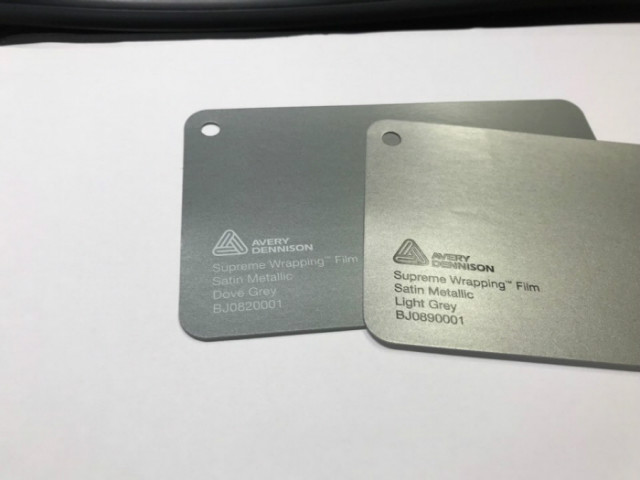 AVERY
DENNISON
Supreme Wrapping™ Film
Satin Metallic
Dove Grey
BJ0820001
AVERY
DENNISON
Supreme Wrapping™ Film
Satin Metallic
Light Grey
BJ0890001